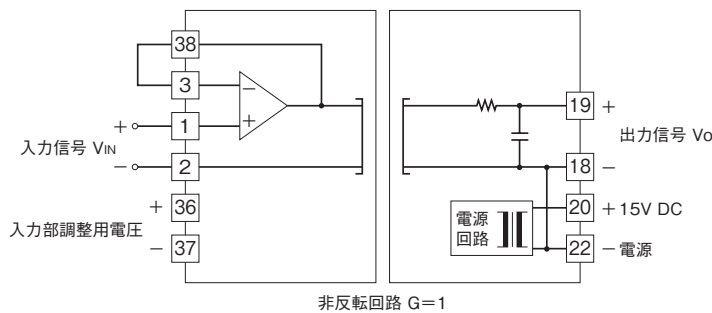 38
3
−
1
+
+
入力信号 VIN
−
2
+
36
入力部調整用電圧
−
37
19
+
出力信号 Vo
18
−
電源
回路
20
+15V DC
22
−電源
非反転回路 G=1